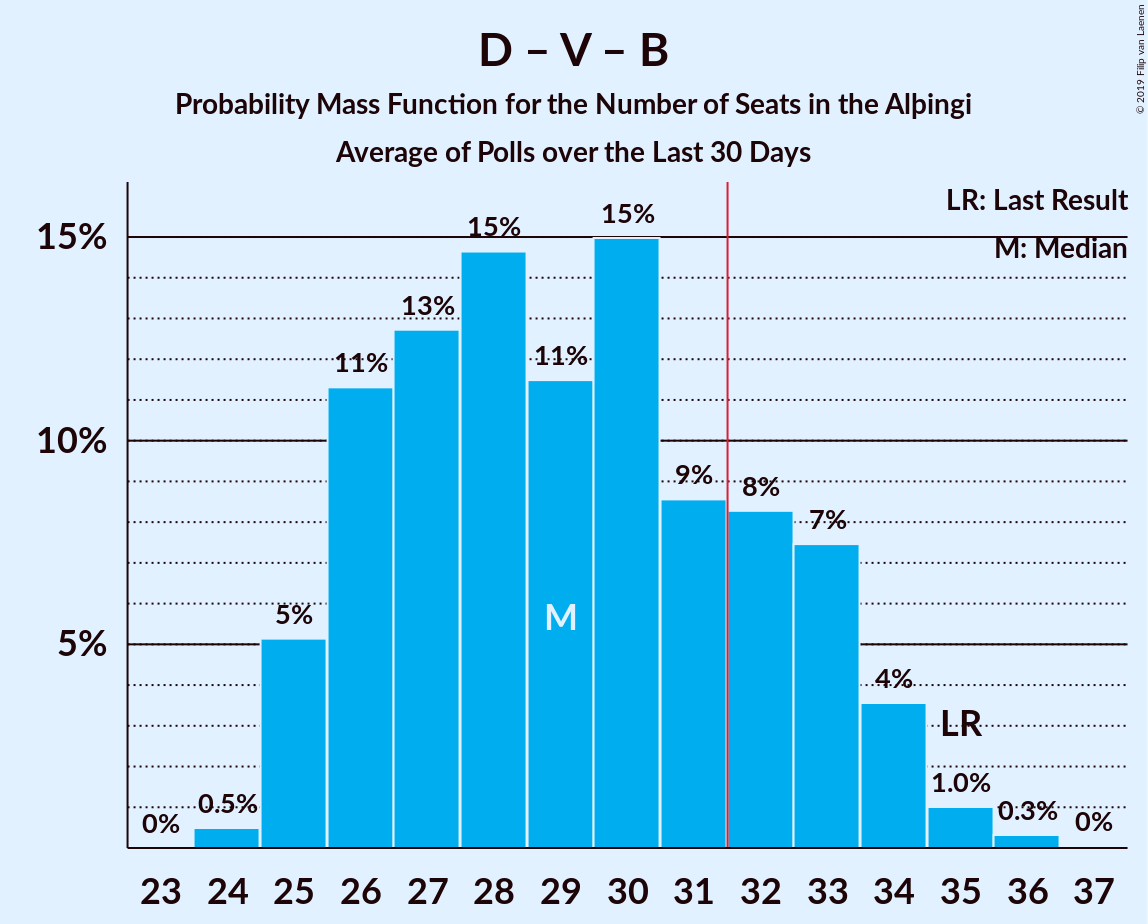 D – V – B
Probability Mass Function for the Number of Seats in the Alþingi
Average of Polls over the Last 30 Days
© 2019 Filip van Laenen
LR: Last Result
M: Median
15%
10%
5%
0%
0.5%
5%
11%
13%
15%
11%
15%
9%
8%
7%
4%
1.0%
0.3%
0%
M
LR
23 24 25 26 27 28 29 30 31 32 33 34 35 36 37